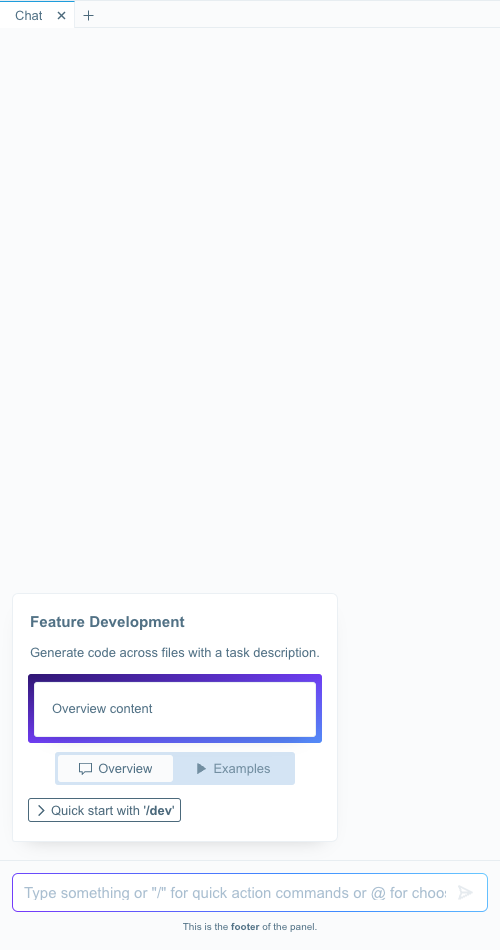 Chat
Feature Development
Generate code across files with a task description.
Overview content
Overview
Examples
Quick start with '/dev'
Type something or "/" for quick action commands or @ for choos
This is the footer of the panel.